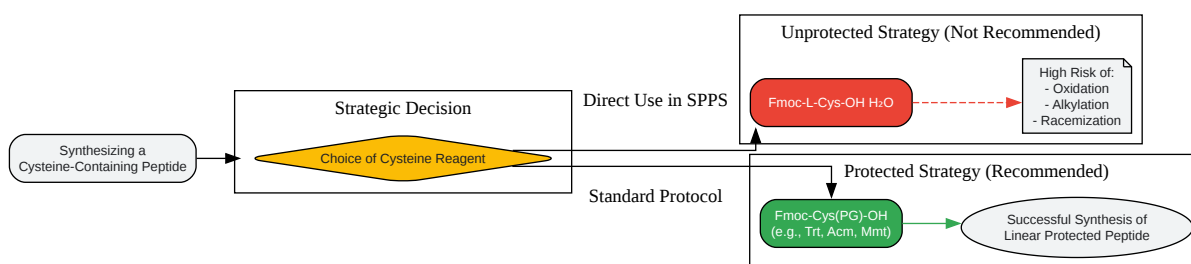 Unprotected Strategy (Not Recommended)
Fmoc-L-Cys-OH H₂O
High Risk of:
- Oxidation
- Alkylation
- Racemization
Direct Use in SPPS
Strategic Decision
Synthesizing a
Cysteine-Containing Peptide
Choice of Cysteine Reagent
Standard Protocol
Protected Strategy (Recommended)
Fmoc-Cys(PG)-OH
(e.g., Trt, Acm, Mmt)
Successful Synthesis of
Linear Protected Peptide